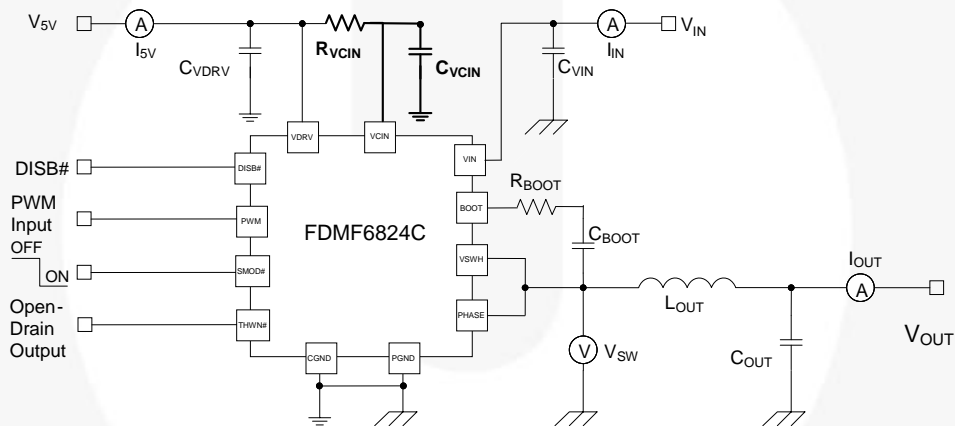 V5V
A
I5V
RVCIN
CVDRV
CVCIN
A
IIN
VIN
CVIN
VDRV
VCIN
DISB#
DISB#
VIN
PWM
Input
PWM
BOOT
RBOOT
FDMF6824C
CBOOT
OFF
ON
SMOD#
VSWH
IOUT
A
LOUT
Open-
Drain
Output
THWN#
PHASE
V
VSW
COUT
VOUT
CGND
PGND